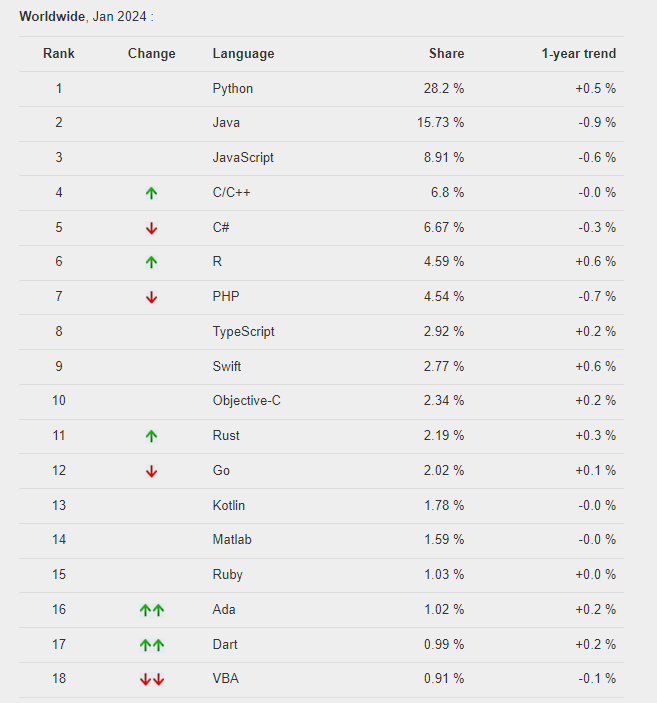 Worldwide, Jan 2024 :
Rank Change Language Share 1-year trend
1 Python 28.2 % +0.5 %
2 Java 15.73 % -0.9 %
3 JavaScript 8.91 % -0.6 %
4 C/C++ 6.8 % -0.0 %
5 C# 6.67 % -0.3 %
6 R 4.59 % +0.6 %
7 PHP 4.54 % -0.7 %
8 TypeScript 2.92 % +0.2 %
9 Swift 2.77 % +0.6 %
10 Objective-C 2.34 % +0.2 %
11 Rust 2.19 % +0.3 %
12 Go 2.02 % +0.1 %
13 Kotlin 1.78 % -0.0 %
14 Matlab 1.59 % -0.0 %
15 Ruby 1.03 % +0.0 %
16 Ada 1.02 % +0.2 %
17 Dart 0.99 % +0.2 %
18 VBA 0.91 % -0.1 %